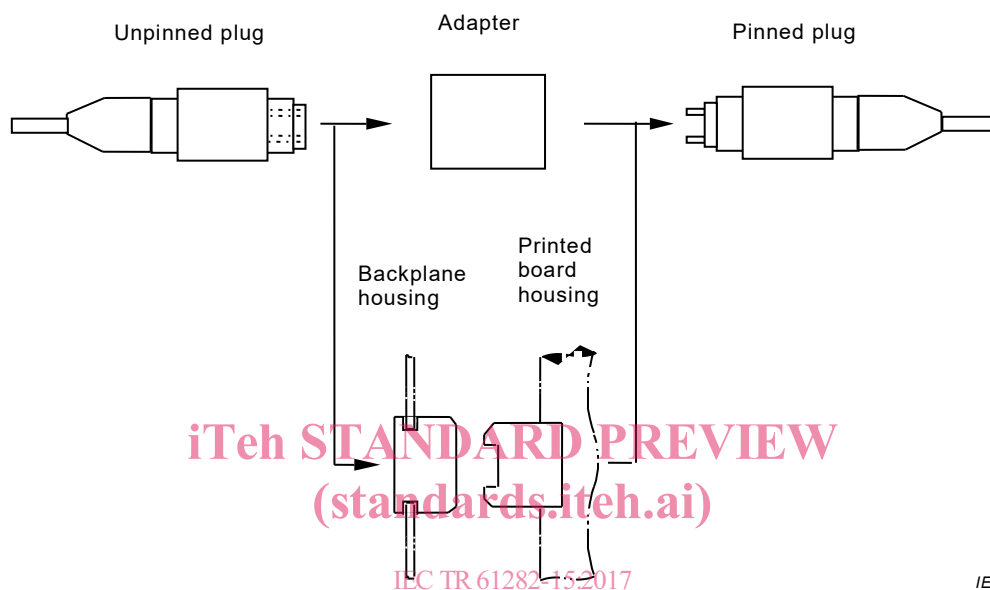 Unpinned plug
Adapter
Pinned plug
Backplane
housing
Printed
board
housing
iTeh STANDARD PREVIEW
(standards.iteh.ai)
IEC TR 61282-15:2017
IE